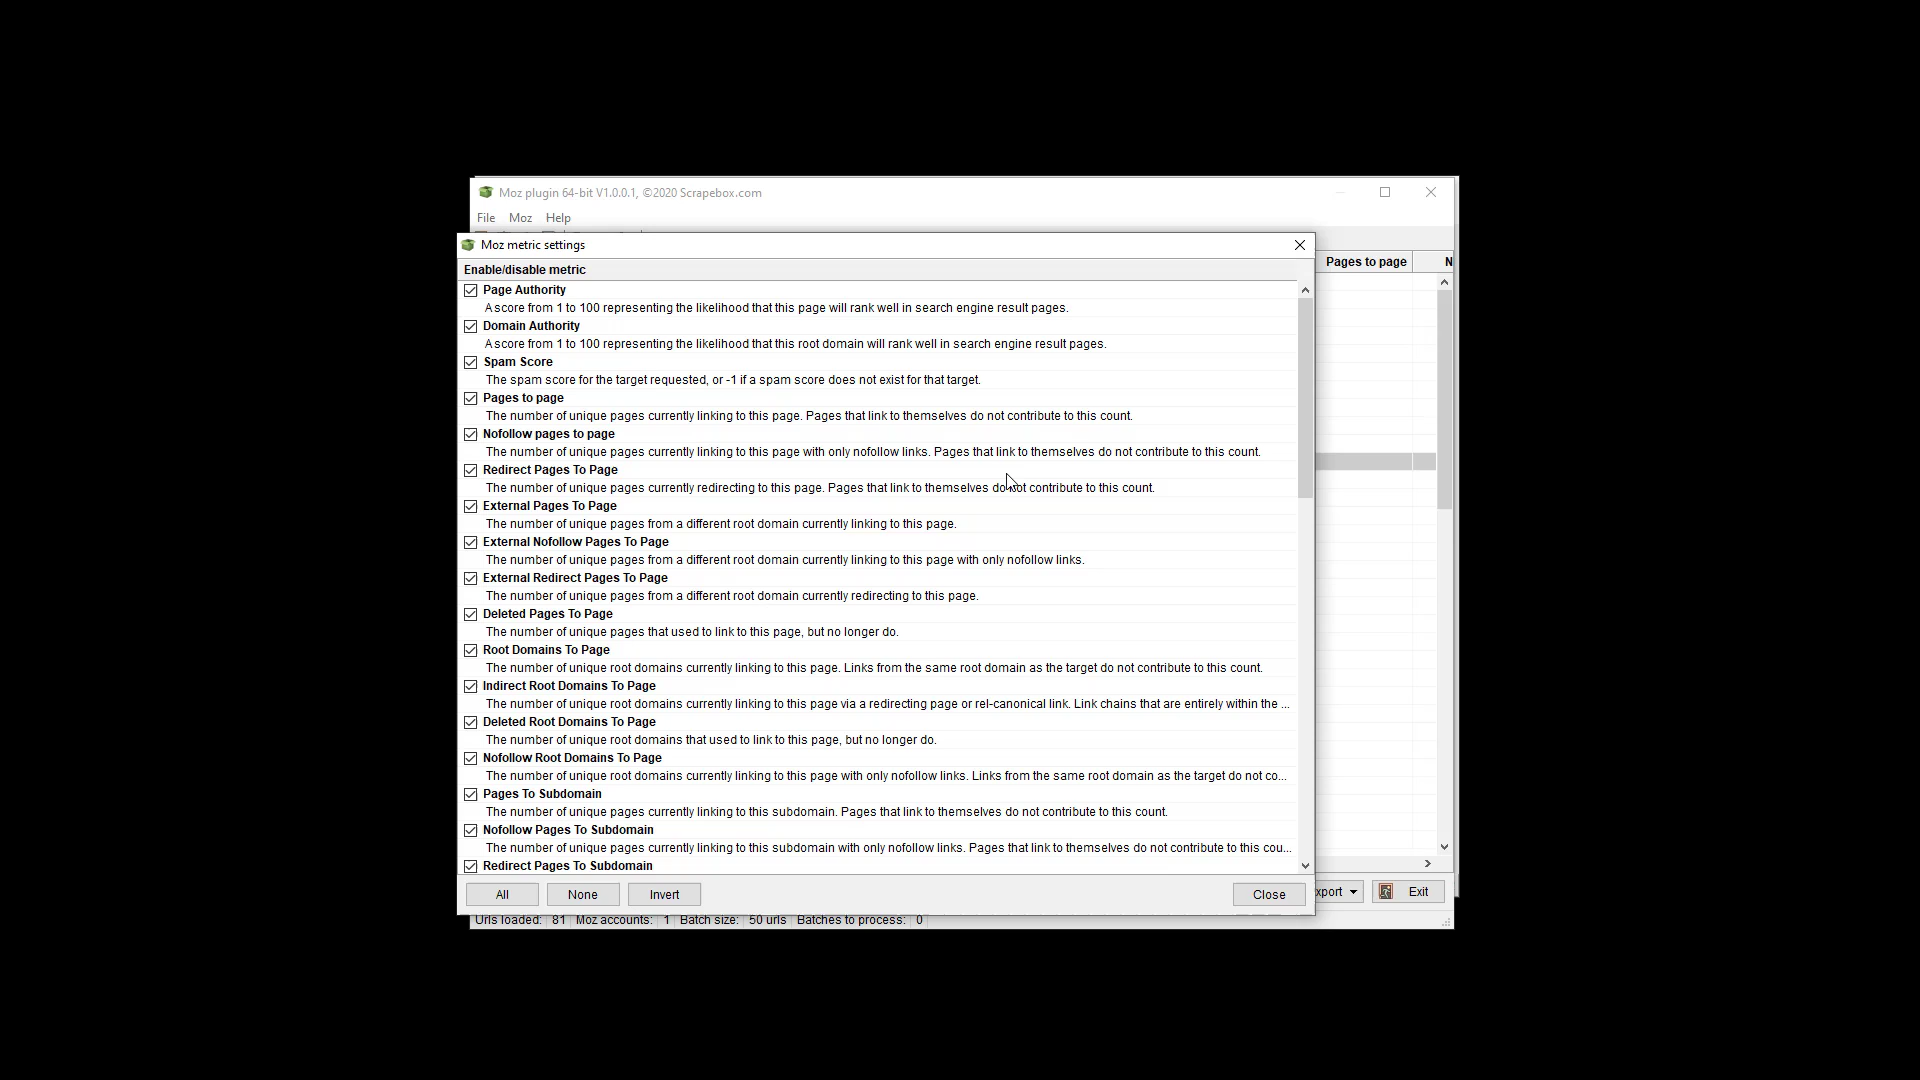 Moz plugin 64-bit V1.0.0.1, ©2020 Scrapebox.com
File Moz Help
Moz metric settings
Enable/disable metric
Pages to page N
Page Authority
A score from 1 to 100 representing the likelihood that this page will rank well in search engine result pages.
Domain Authority
A score from 1 to 100 representing the likelihood that this root domain will rank well in search engine result pages.
Spam Score
The spam score for the target requested, or -1 if a spam score does not exist for that target.
Pages to page
The number of unique pages currently linking to this page. Pages that link to themselves do not contribute to this count.
Nofollow pages to page
The number of unique pages currently linking to this page with only nofollow links. Pages that link to themselves do not contribute to this count.
Redirect Pages To Page
The number of unique pages currently redirecting to this page. Pages that link to themselves do not contribute to this count.
External Pages To Page
The number of unique pages from a different root domain currently linking to this page.
External Nofollow Pages To Page
The number of unique pages from a different root domain currently linking to this page with only nofollow links.
External Redirect Pages To Page
The number of unique pages from a different root domain currently redirecting to this page.
Deleted Pages To Page
The number of unique pages that used to link to this page, but no longer do.
Root Domains To Page
The number of unique root domains currently linking to this page. Links from the same root domain as the target do not contribute to this count.
Indirect Root Domains To Page
The number of unique root domains currently linking to this page via a redirecting page or rel-canonical link. Link chains that are entirely within the ...
Deleted Root Domains To Page
The number of unique root domains that used to link to this page, but no longer do.
Nofollow Root Domains To Page
The number of unique root domains currently linking to this page with only nofollow links. Links from the same root domain as the target do not co...
Pages To Subdomain
The number of unique pages currently linking to this subdomain. Pages that link to themselves do not contribute to this count.
Nofollow Pages To Subdomain
The number of unique pages currently linking to this subdomain with only nofollow links. Pages that link to themselves do not contribute to this cou...
Redirect Pages To Subdomain
All None Invert Close
xport Exit
Urls loaded: 81 Moz accounts: 1 Batch size: 50 urls Batches to process: 0